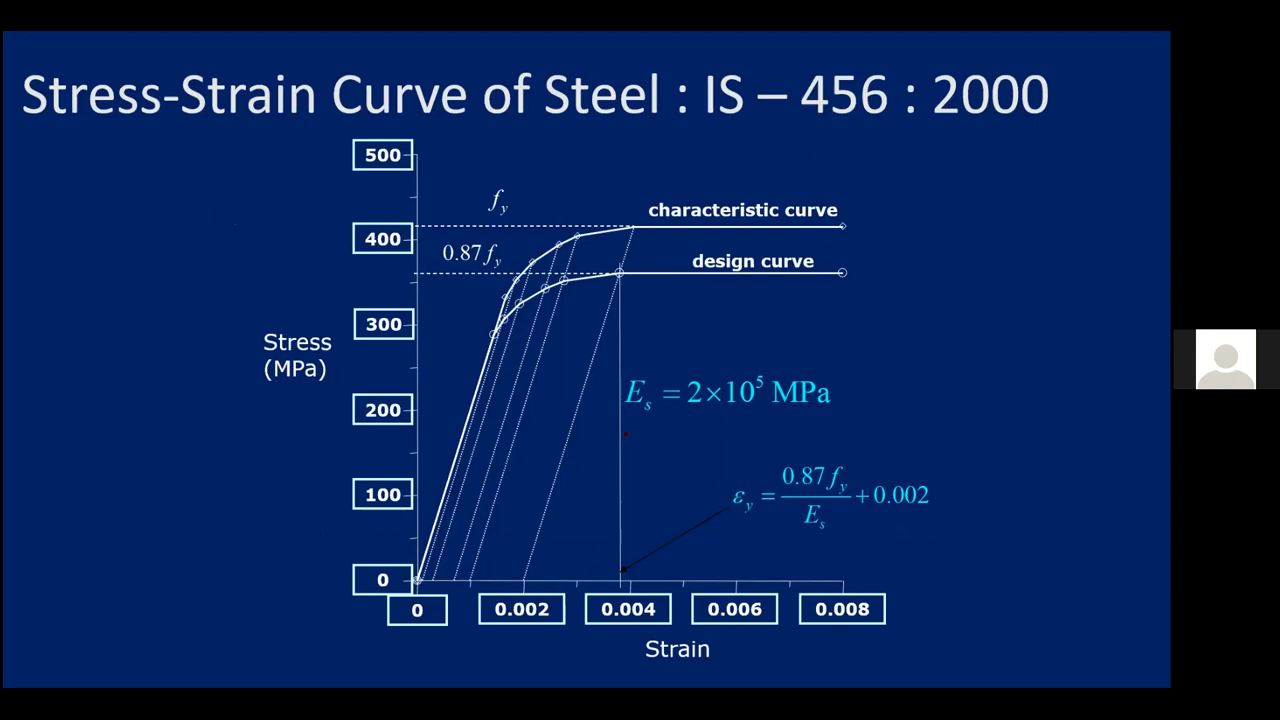 Stress-Strain Curve of Steel : IS – 456 : 2000
500
f_y
characteristic curve
400
0.87 f_y
design curve
300
Stress
(MPa)
E_s = 2×10^5 MPa
200
100
ε_y = 0.87 f_y / E_s + 0.002
0
0 0.002 0.004 0.006 0.008
Strain